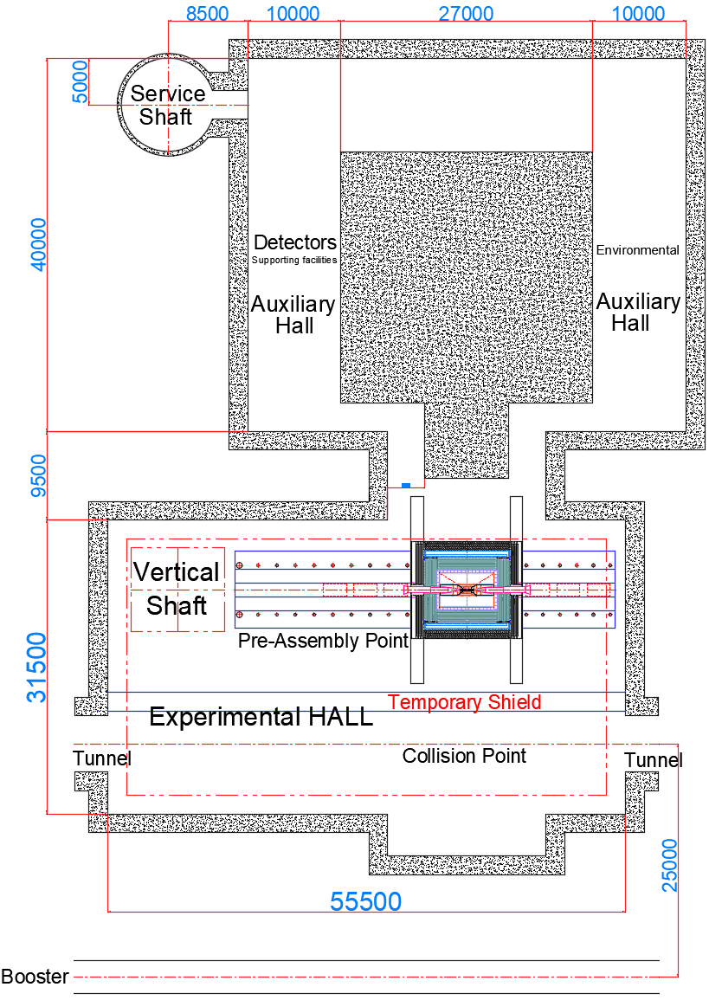 8500
10000
27000
10000
5000
Service
Shaft
40000
Detectors
Supporting facilities
Auxiliary
Hall
Environmental
Auxiliary
Hall
9500
Vertical
Shaft
Pre-Assembly Point
31500
Temporary Shield
Experimental HALL
Tunnel
Collision Point
Tunnel
25000
55500
Booster